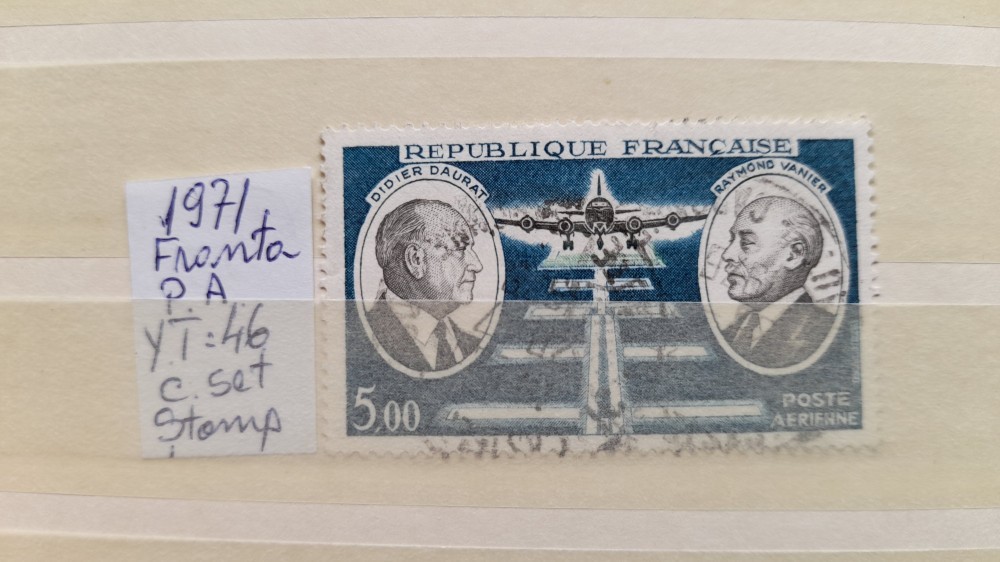 1971
Franta
P.A
Y.T:46
c. set
Stamp
REPUBLIQUE FRANÇAISE
DIDIER DAURAT
RAYMOND VANIER
5,00
POSTE
AERIENNE